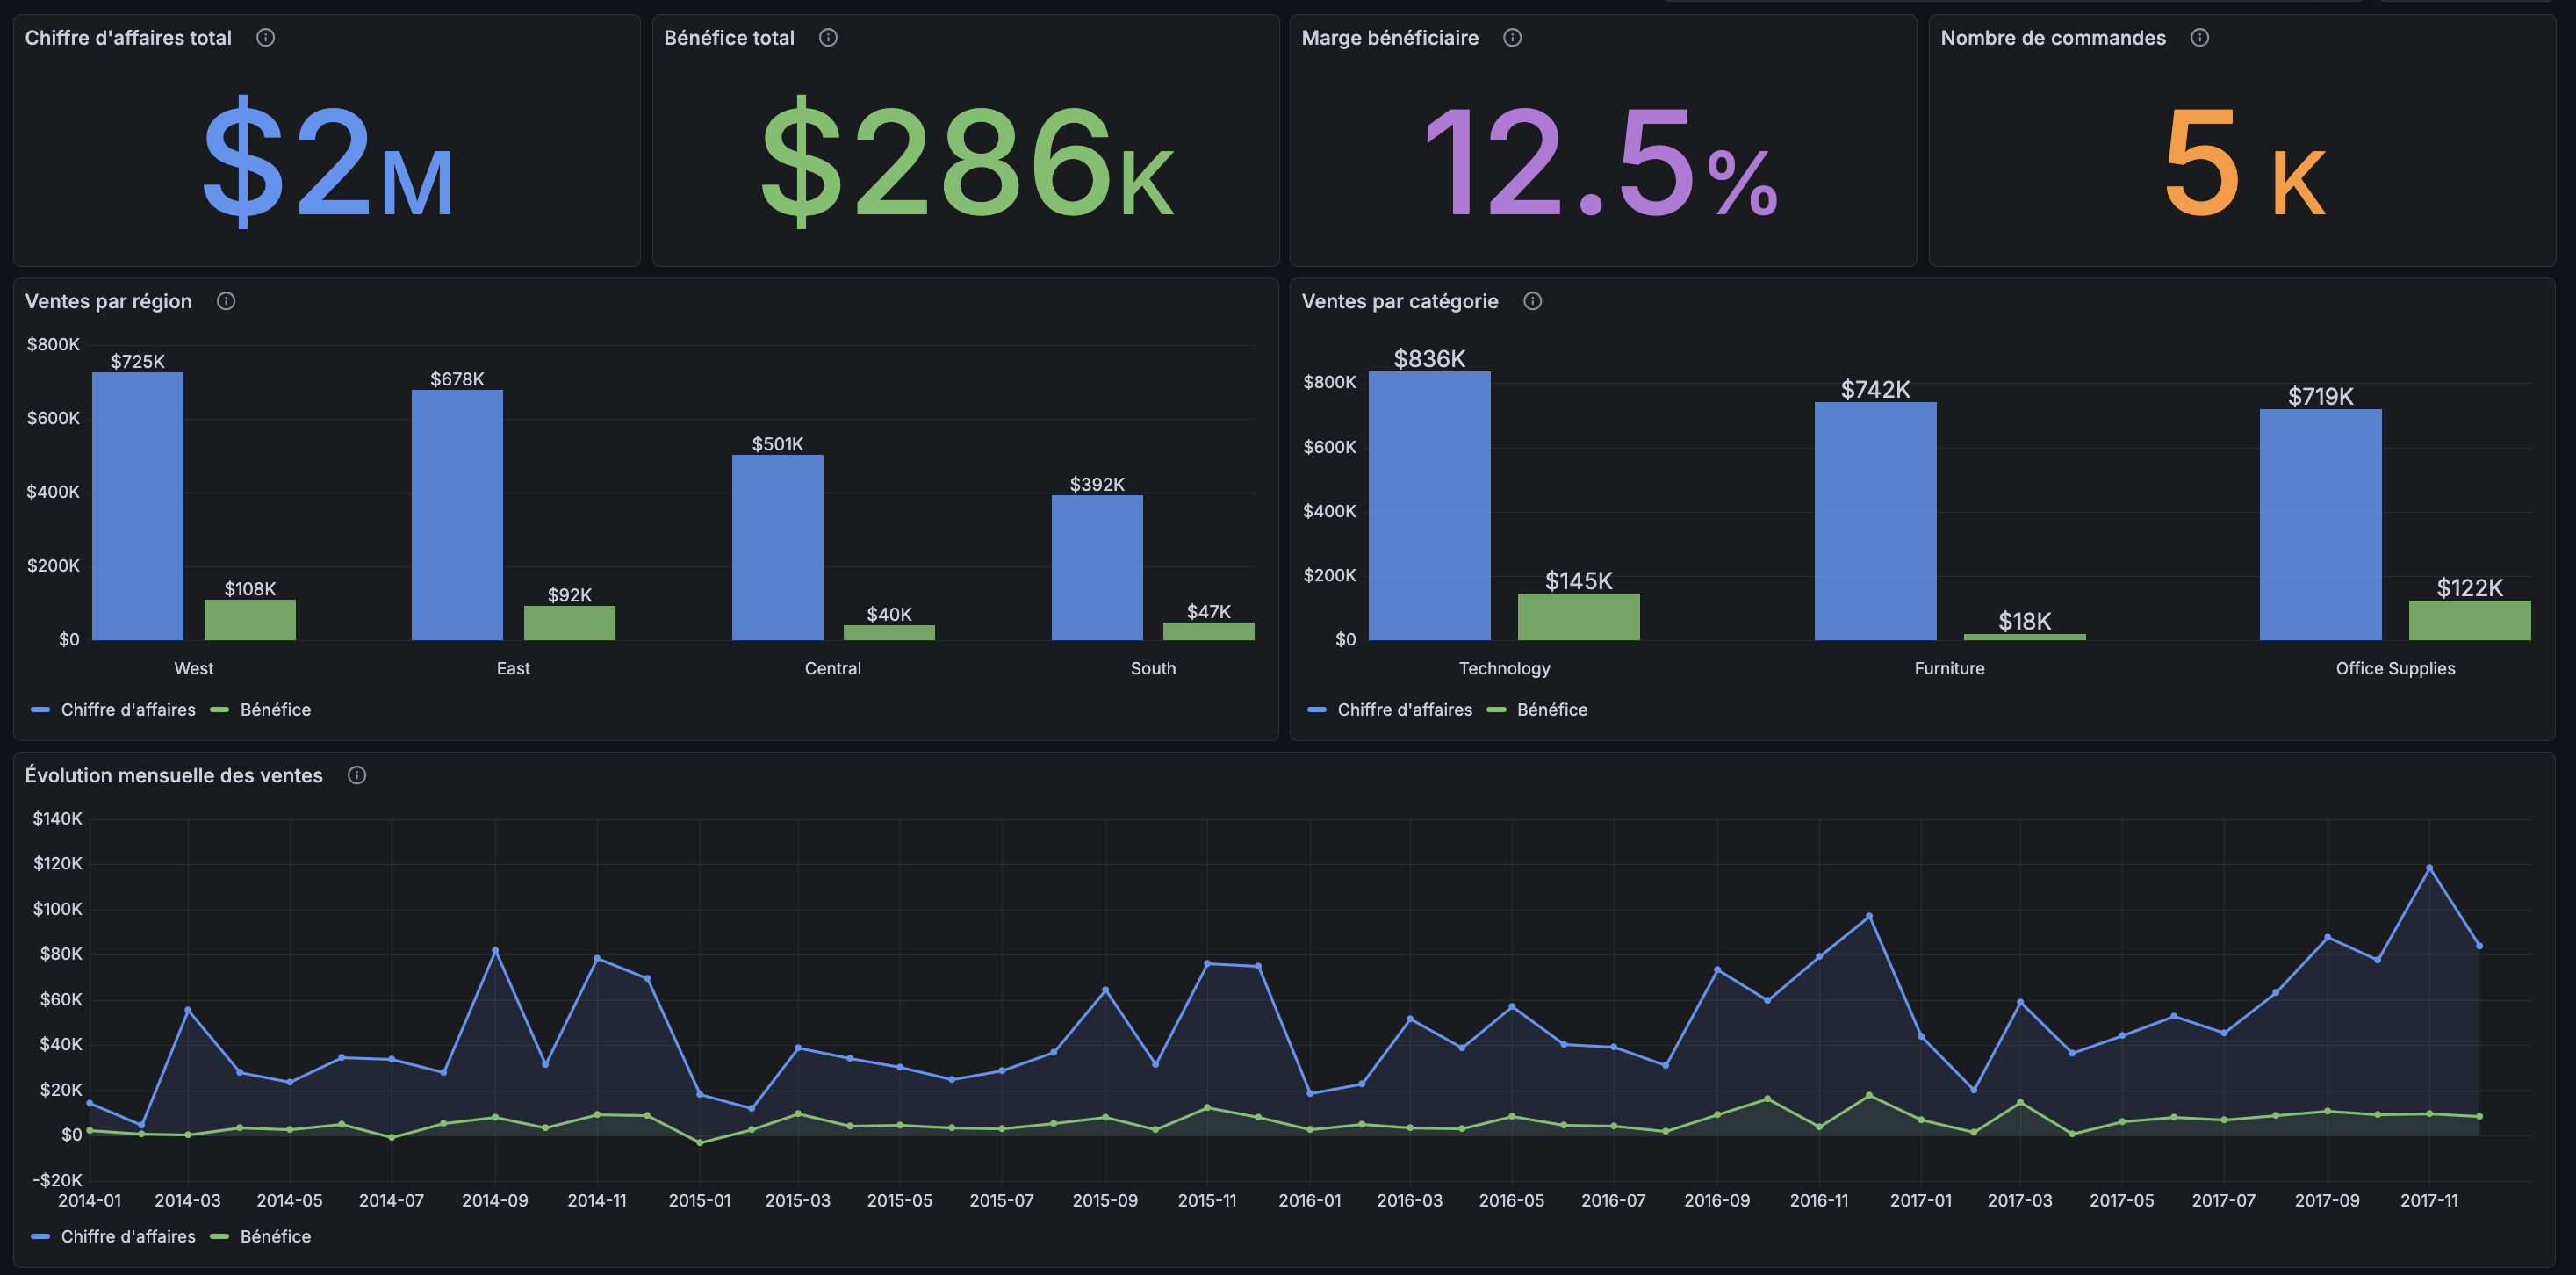 Chiffre d'affaires total
$2M
Bénéfice total
$286K
Marge bénéficiaire
12.5%
Nombre de commandes
5 K
Ventes par région
$800K
$600K
$400K
$200K
$0
$725K
$108K
$678K
$92K
$501K
$40K
$392K
$47K
West
East
Central
South
Chiffre d'affaires
Bénéfice
Ventes par catégorie
$800K
$600K
$400K
$200K
$0
$836K
$145K
$742K
$18K
$719K
$122K
Technology
Furniture
Office Supplies
Chiffre d'affaires
Bénéfice
Évolution mensuelle des ventes
$140K
$120K
$100K
$80K
$60K
$40K
$20K
$0
-$20K
2014-01
2014-03
2014-05
2014-07
2014-09
2014-11
2015-01
2015-03
2015-05
2015-07
2015-09
2015-11
2016-01
2016-03
2016-05
2016-07
2016-09
2016-11
2017-01
2017-03
2017-05
2017-07
2017-09
2017-11
Chiffre d'affaires
Bénéfice